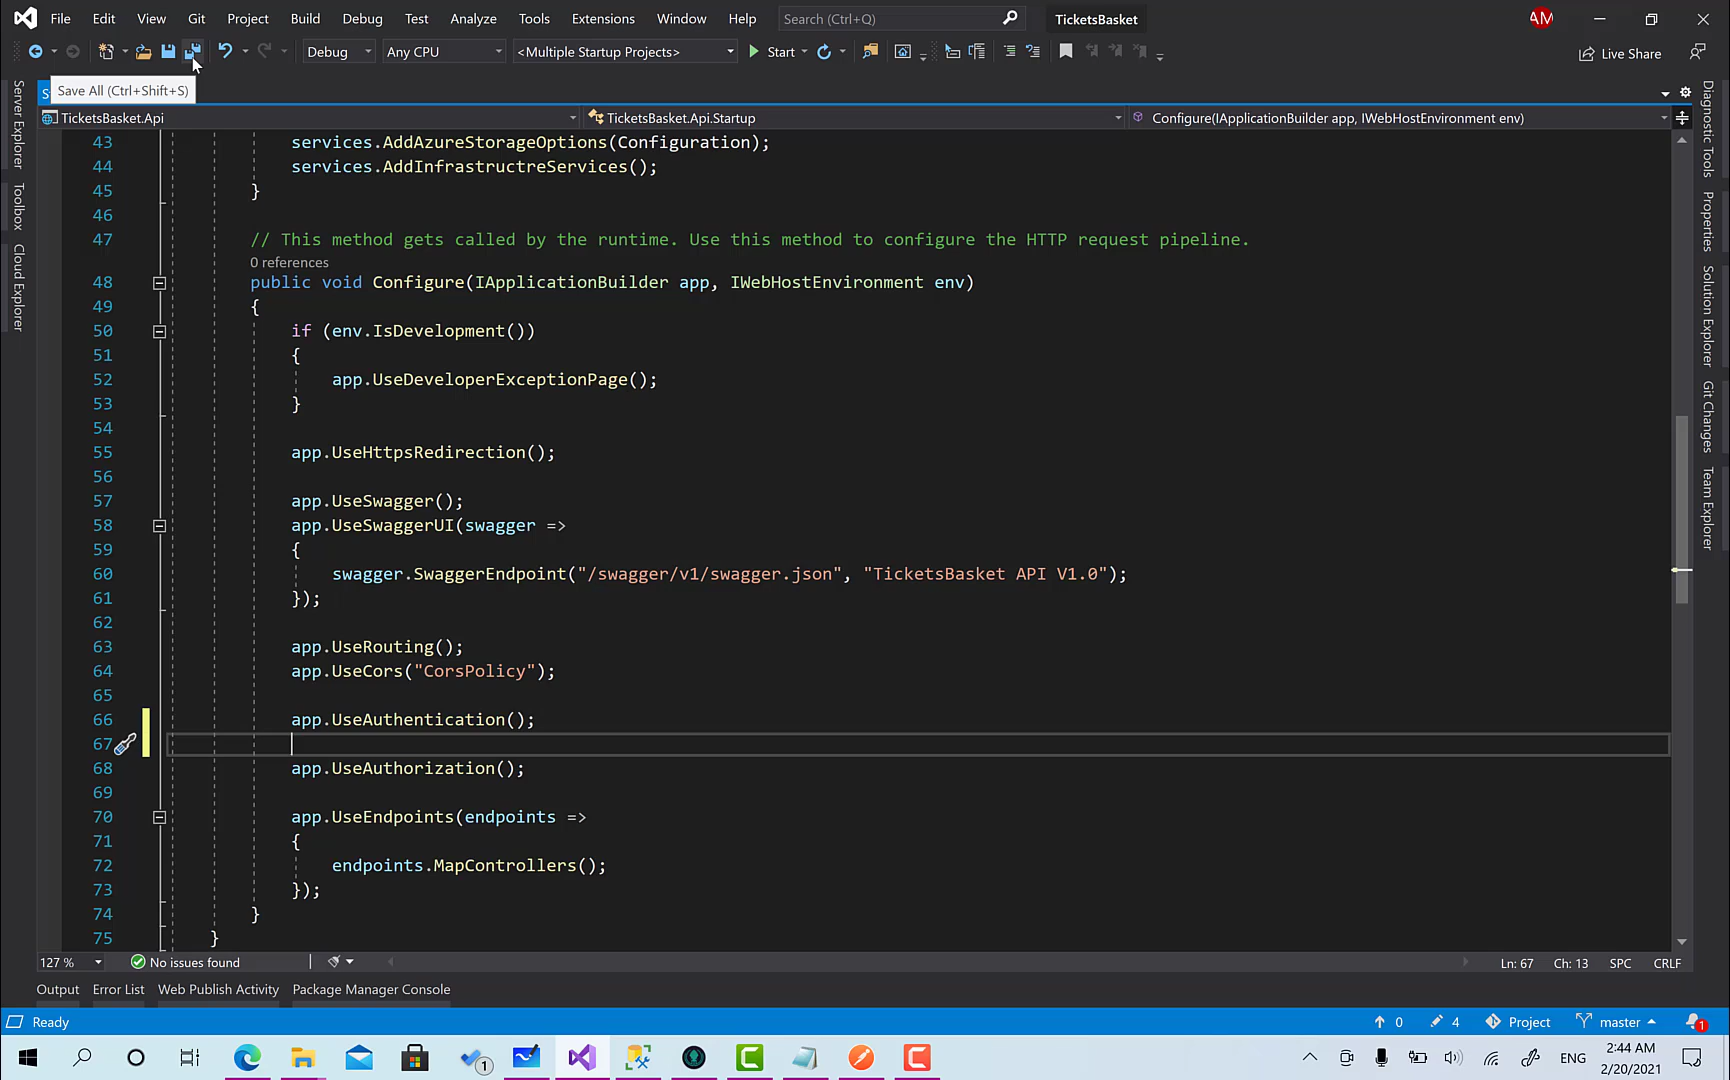 File Edit View Git Project Build Debug Test Analyze Tools Extensions Window Help Search (Ctrl+Q) TicketsBasket AM
Debug Any CPU <Multiple Startup Projects> Start Live Share
Save All (Ctrl+Shift+S)
TicketsBasket.Api TicketsBasket.Api.Startup Configure(IApplicationBuilder app, IWebHostEnvironment env)
Server Explorer
Toolbox
Cloud Explorer
43 services.AddAzureStorageOptions(Configuration);
44 services.AddInfrastructreServices();
45 }
46
47 // This method gets called by the runtime. Use this method to configure the HTTP request pipeline.
0 references
48 public void Configure(IApplicationBuilder app, IWebHostEnvironment env)
49 {
50 if (env.IsDevelopment())
51 {
52 app.UseDeveloperExceptionPage();
53 }
54
55 app.UseHttpsRedirection();
56
57 app.UseSwagger();
58 app.UseSwaggerUI(swagger =>
59 {
60 swagger.SwaggerEndpoint("/swagger/v1/swagger.json", "TicketsBasket API V1.0");
61 });
62
63 app.UseRouting();
64 app.UseCors("CorsPolicy");
65
66 app.UseAuthentication();
67
68 app.UseAuthorization();
69
70 app.UseEndpoints(endpoints =>
71 {
72 endpoints.MapControllers();
73 });
74 }
75 }
Diagnostic Tools
Properties
Solution Explorer
Git Changes
Team Explorer
127 % No issues found Ln: 67 Ch: 13 SPC CRLF
Output Error List Web Publish Activity Package Manager Console
Ready 0 4 Project master 1
1 ENG 2:44 AM
2/20/2021